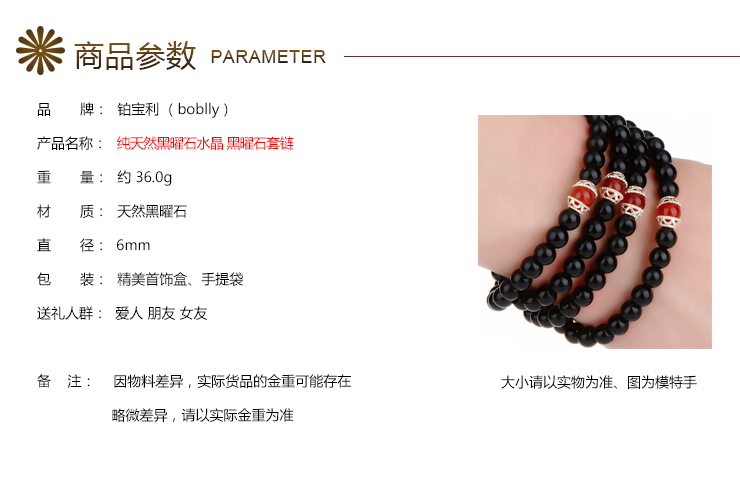 商品参数 PARAMETER
品 牌： 铂宝利（boblly）
产品名称： 纯天然黑曜石水晶 黑曜石套链
重 量： 约 36.0g
材 质： 天然黑曜石
直 径： 6mm
包 装： 精美首饰盒、手提袋
送礼人群： 爱人 朋友 女友
备 注： 因物料差异，实际货品的金重可能存在
略微差异，请以实际金重为准
大小请以实物为准、图为模特手